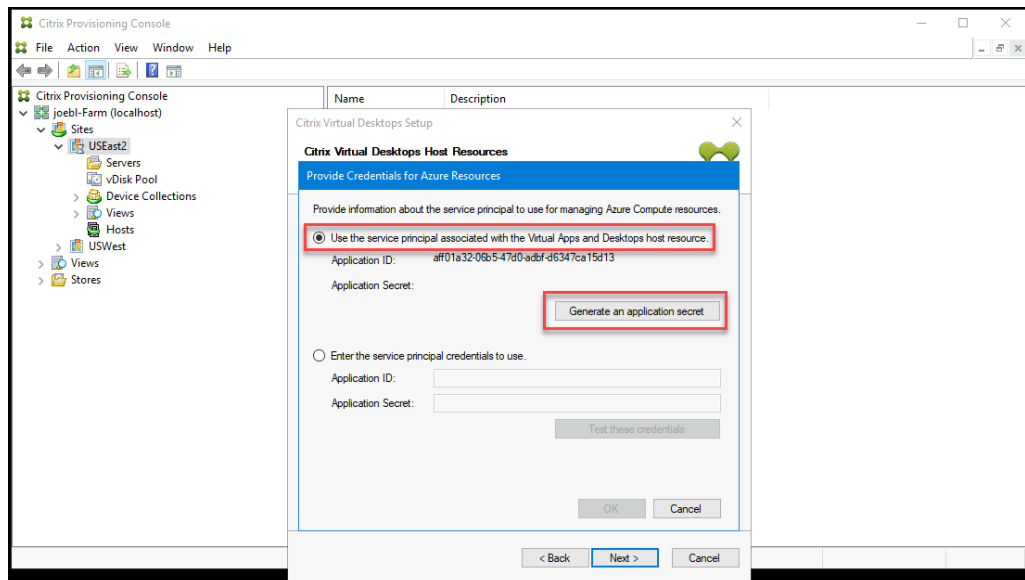 Citrix Provisioning Console
File Action View Window Help
Citrix Provisioning Console
joebl-Farm (localhost)
Sites
USEast2
Servers
vDisk Pool
Device Collections
Views
Hosts
USWest
Views
Stores
Name Description
Citrix Virtual Desktops Setup
Citrix Virtual Desktops Host Resources
Provide Credentials for Azure Resources
Provide information about the service principal to use for managing Azure Compute resources.
Use the service principal associated with the Virtual Apps and Desktops host resource.
Application ID: aff01a32-06b5-47d0-adbf-d6347ca15d13
Application Secret:
Generate an application secret
Enter the service principal credentials to use.
Application ID:
Application Secret:
Test these credentials
OK Cancel
< Back Next > Cancel